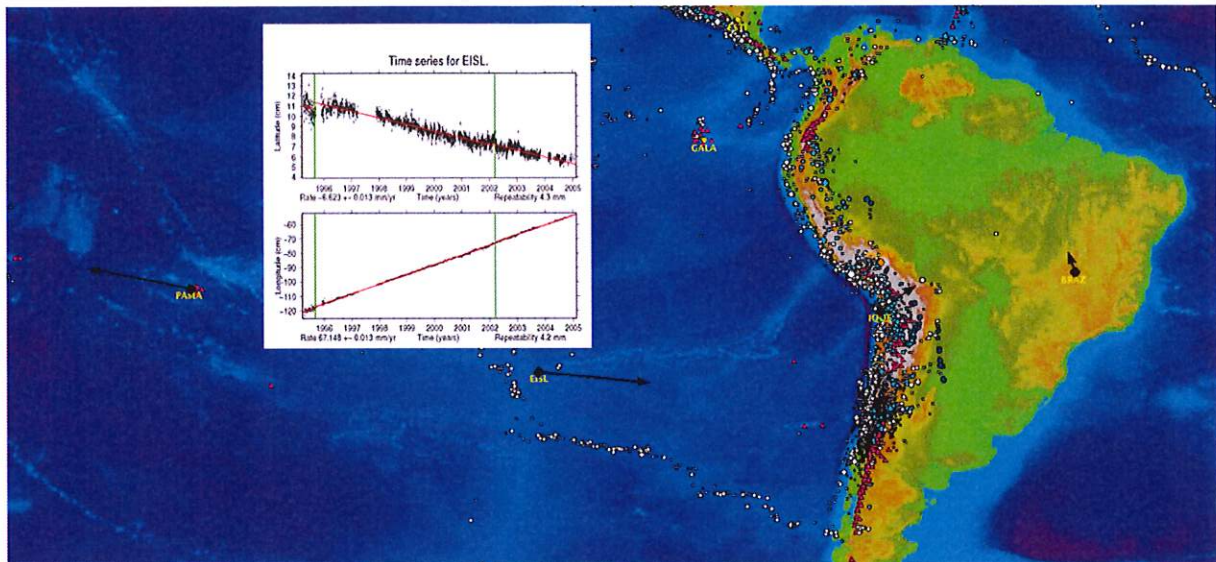 Time series for EISL.
Latitude (cm)
14
13
12
11
10
9
8
7
6
5
4
1996 1997 1998 1999 2000 2001 2002 2003 2004 2005
Rate -6.623 +- 0.013 mm/yr Time (years) Repeatability 4.3 mm
Longitude (cm)
-60
-70
-80
-90
-100
-110
-120
1996 1997 1998 1999 2000 2001 2002 2003 2004 2005
Rate 67.148 +- 0.013 mm/yr Time (years) Repeatability 4.2 mm
GALA
PAMA
EISL
BRAZ